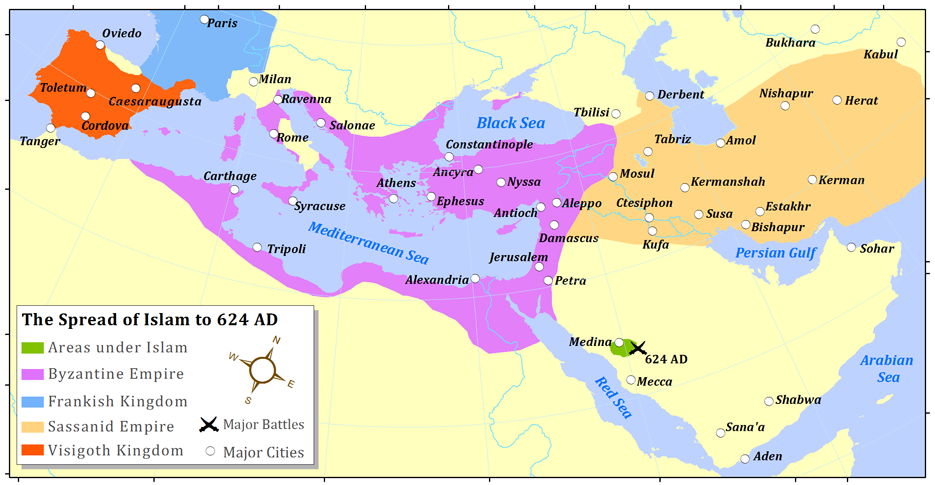 Paris
Oviedo
Bukhara
Kabul
Milan
Toletum
Caesaraugusta
Ravenna
Derbent
Nishapur
Herat
Cordova
Salonae
Black Sea
Tbilisi
Tanger
Rome
Constantinople
Tabriz
Amol
Carthage
Athens
Ancyra
Nyssa
Mosul
Kermanshah
Kerman
Syracuse
Ephesus
Antioch
Aleppo
Ctesiphon
Susa
Estakhr
Bishapur
Mediterranean Sea
Damascus
Kufa
Tripoli
Jerusalem
Persian Gulf
Sohar
Alexandria
Petra
The Spread of Islam to 624 AD
Areas under Islam
Byzantine Empire
Frankish Kingdom
Sassanid Empire
Visigoth Kingdom
N
W
E
S
Major Battles
Major Cities
Medina
624 AD
Mecca
Red Sea
Arabian
Sea
Shabwa
Sana'a
Aden